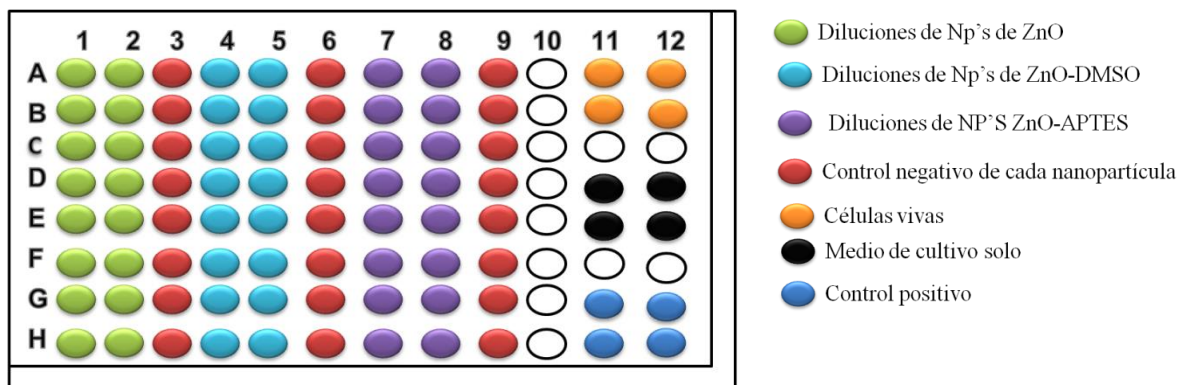 1 2 3 4 5 6 7 8 9 10 11 12
A
B
C
D
E
F
G
H
Diluciones de Np's de ZnO
Diluciones de Np's de ZnO-DMSO
Diluciones de NP'S ZnO-APTES
Control negativo de cada nanopartícula
Células vivas
Medio de cultivo solo
Control positivo